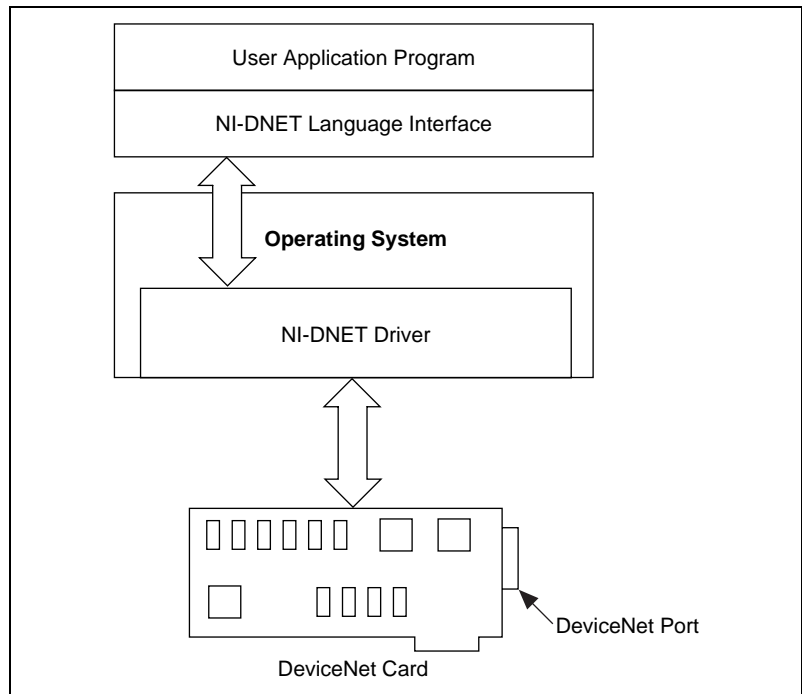 User Application Program
NI-DNET Language Interface
Operating System
NI-DNET Driver
DeviceNet Port
DeviceNet Card